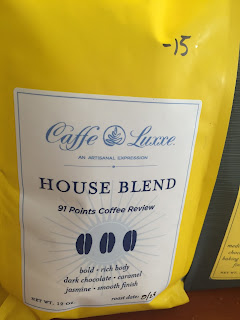 -15
Caffe Luxxe.
AN ARTISANAL EXPRESSION
HOUSE BLEND
91 Points Coffee Review
bold • rich body
dark chocolate • caramel
jasmine • smooth finish
NET WT. 12 OZ.
roast date: